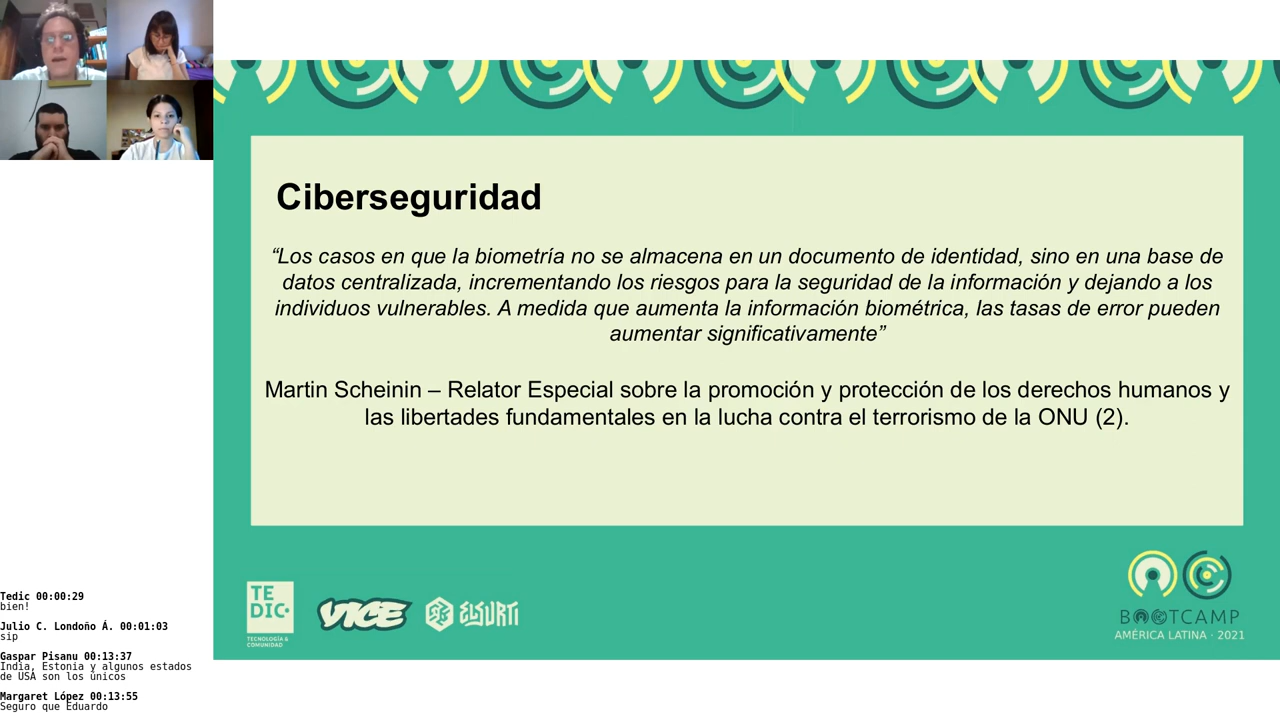 Ciberseguridad
“Los casos en que la biometría no se almacena en un documento de identidad, sino en una base de
datos centralizada, incrementando los riesgos para la seguridad de la información y dejando a los
individuos vulnerables. A medida que aumenta la información biométrica, las tasas de error pueden
aumentar significativamente”
Martin Scheinin – Relator Especial sobre la promoción y protección de los derechos humanos y
las libertades fundamentales en la lucha contra el terrorismo de la ONU (2).
TE
DIC
TECNOLOGÍA &
COMUNIDAD
VICE
ELSURTI
BOOTCAMP
AMÉRICA LATINA · 2021
Tedic 00:00:29
bien!
Julio C. Londoño Á. 00:01:03
sip
Gaspar Pisanu 00:13:37
India, Estonia y algunos estados
de USA son los únicos
Margaret López 00:13:55
Seguro que Eduardo